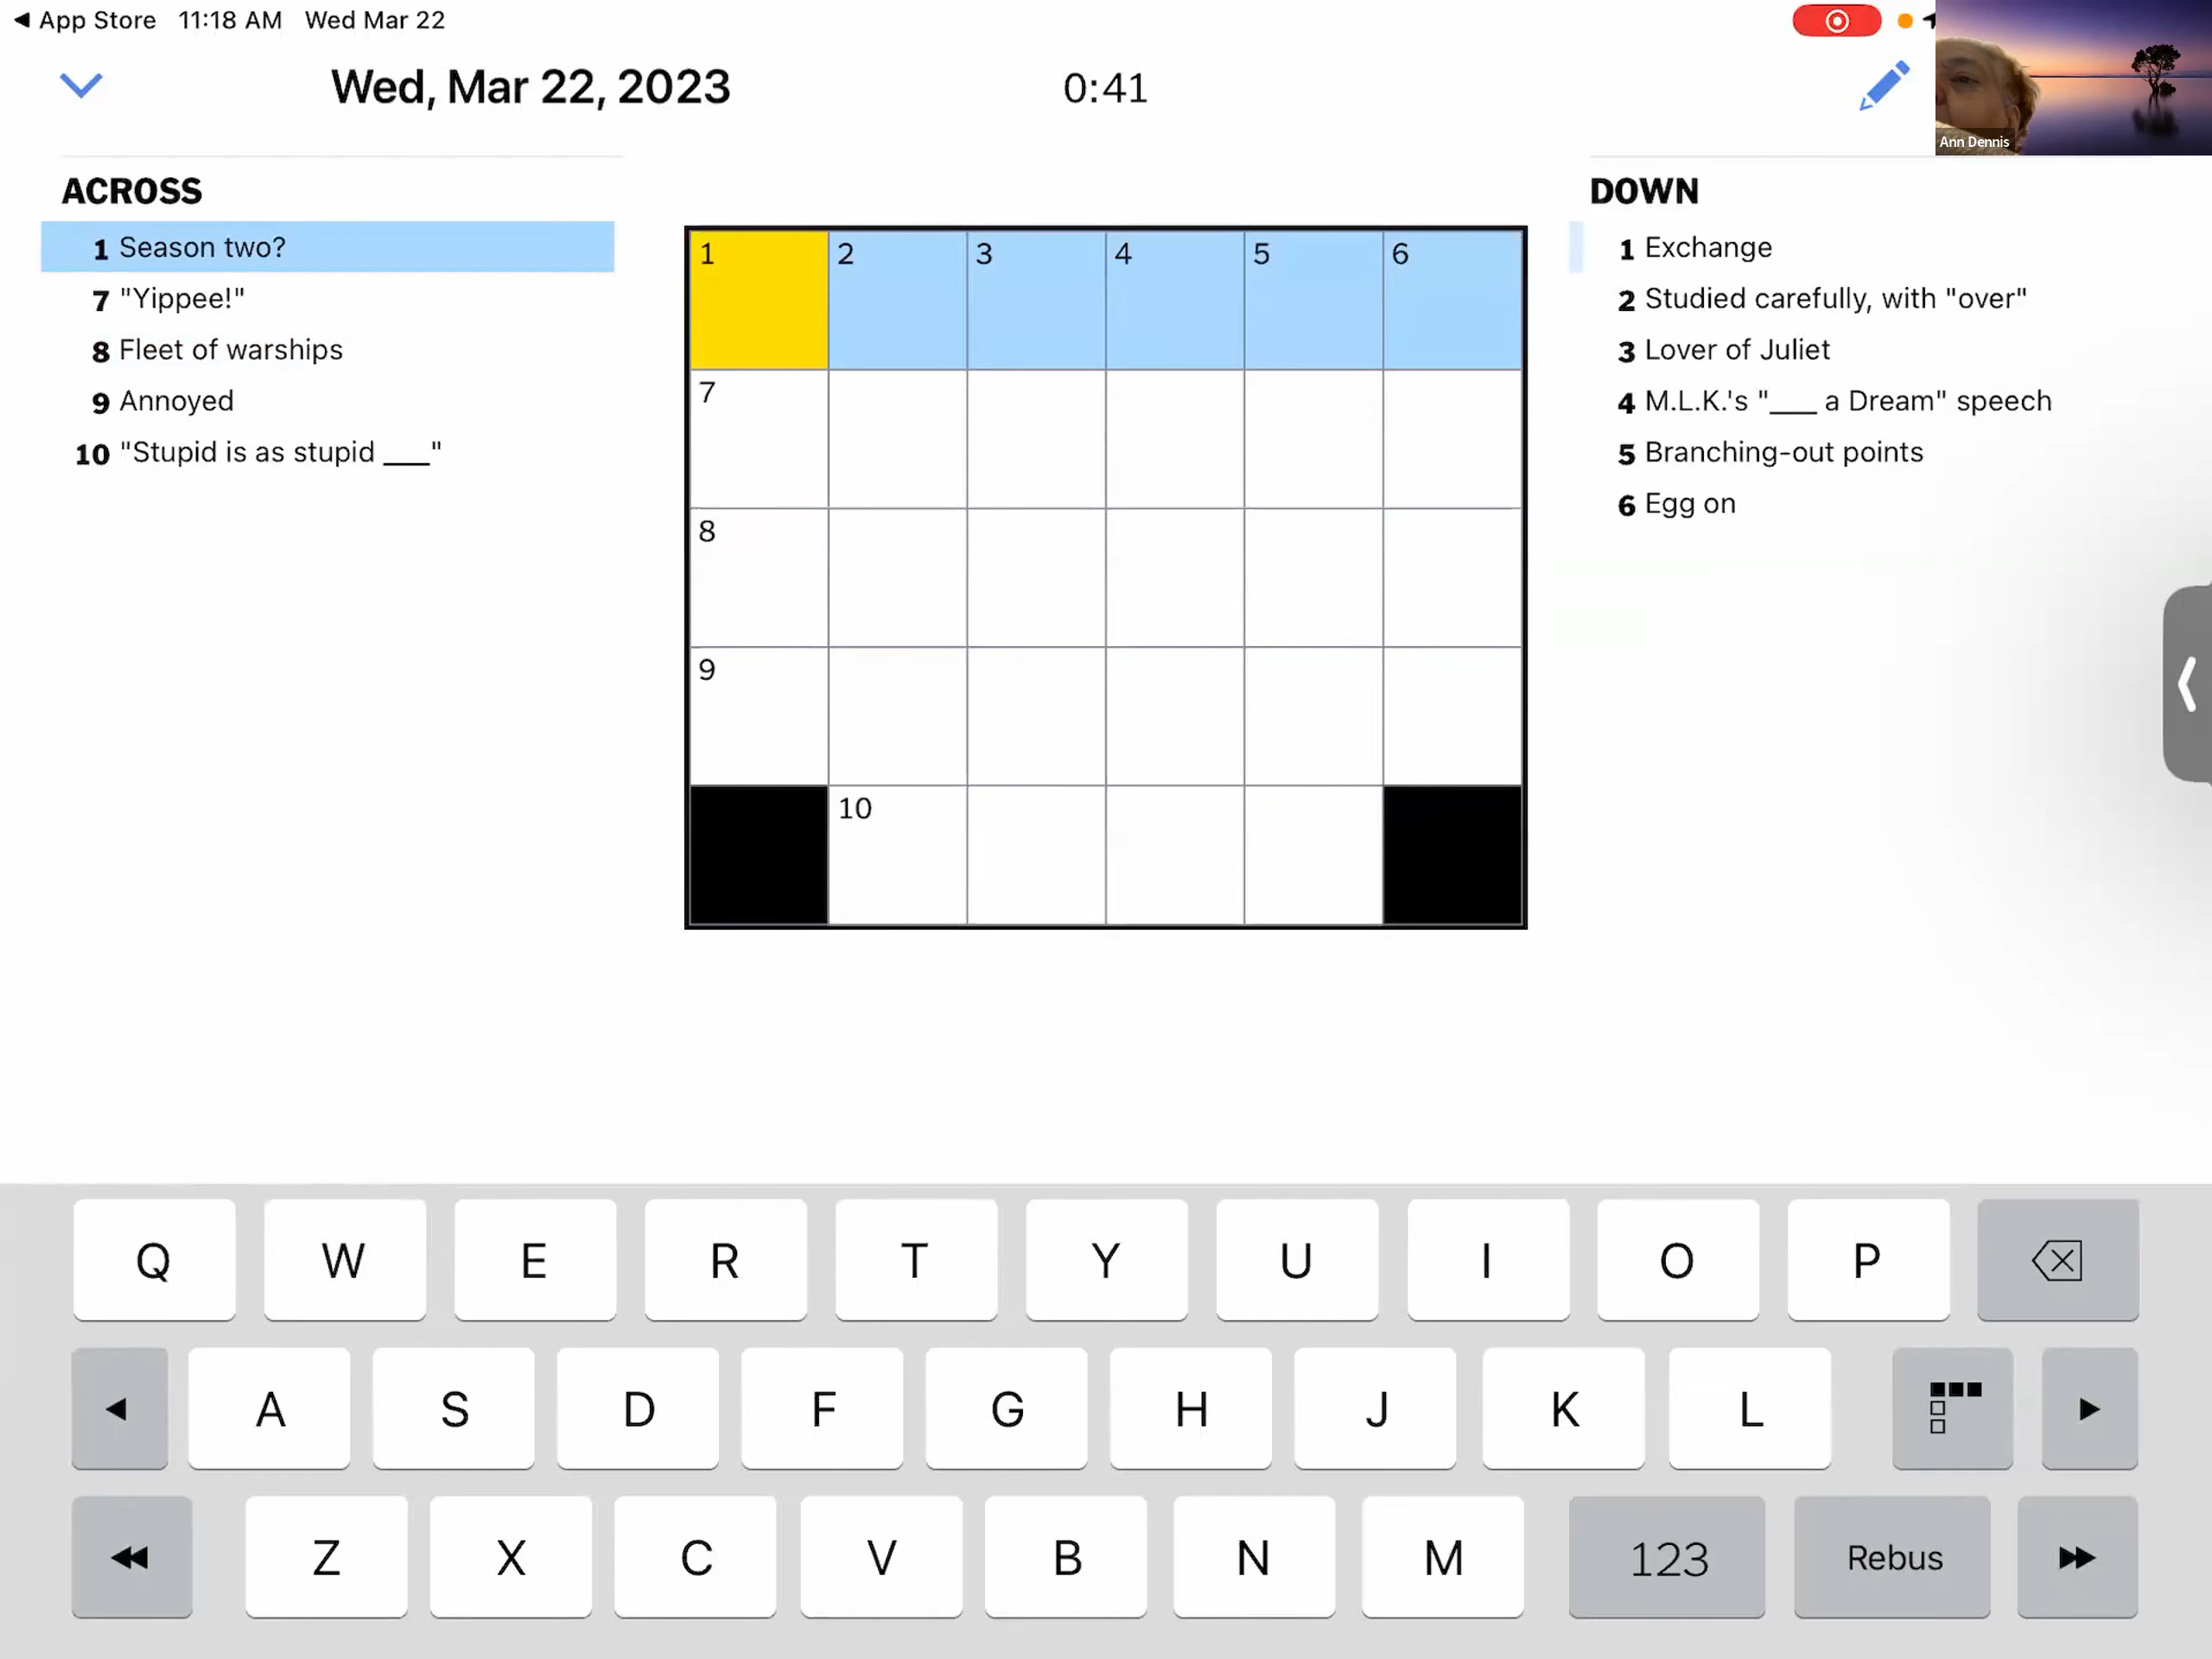 ◀ App Store 11:18 AM Wed Mar 22
Wed, Mar 22, 2023
0:41
Ann Dennis
ACROSS
1 Season two?
7 "Yippee!"
8 Fleet of warships
9 Annoyed
10 "Stupid is as stupid ___"
1 2 3 4 5 6
7
8
9
10
DOWN
1 Exchange
2 Studied carefully, with "over"
3 Lover of Juliet
4 M.L.K.'s "___ a Dream" speech
5 Branching-out points
6 Egg on
Q W E R T Y U I O P
A S D F G H J K L
Z X C V B N M 123 Rebus